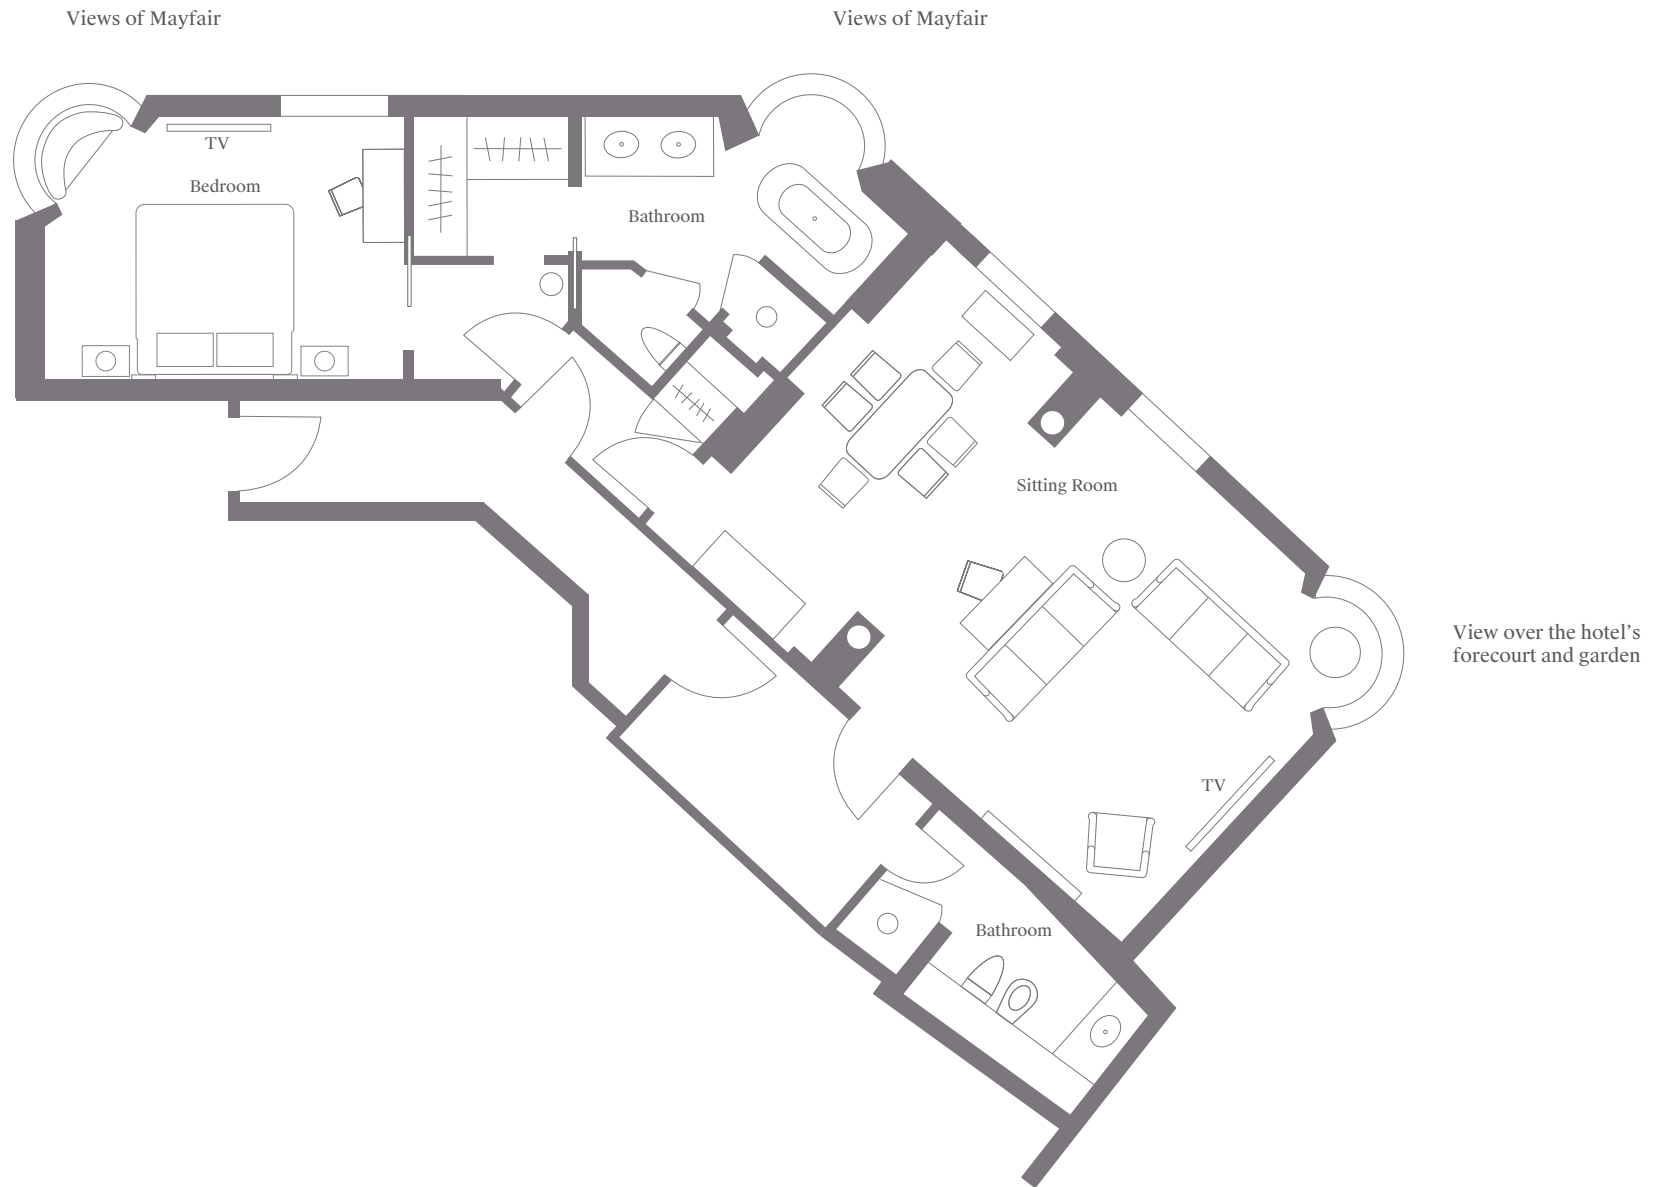 Views of Mayfair
Views of Mayfair
TV
Bedroom
Bathroom
Sitting Room
View over the hotel’s
forecourt and garden
TV
Bathroom